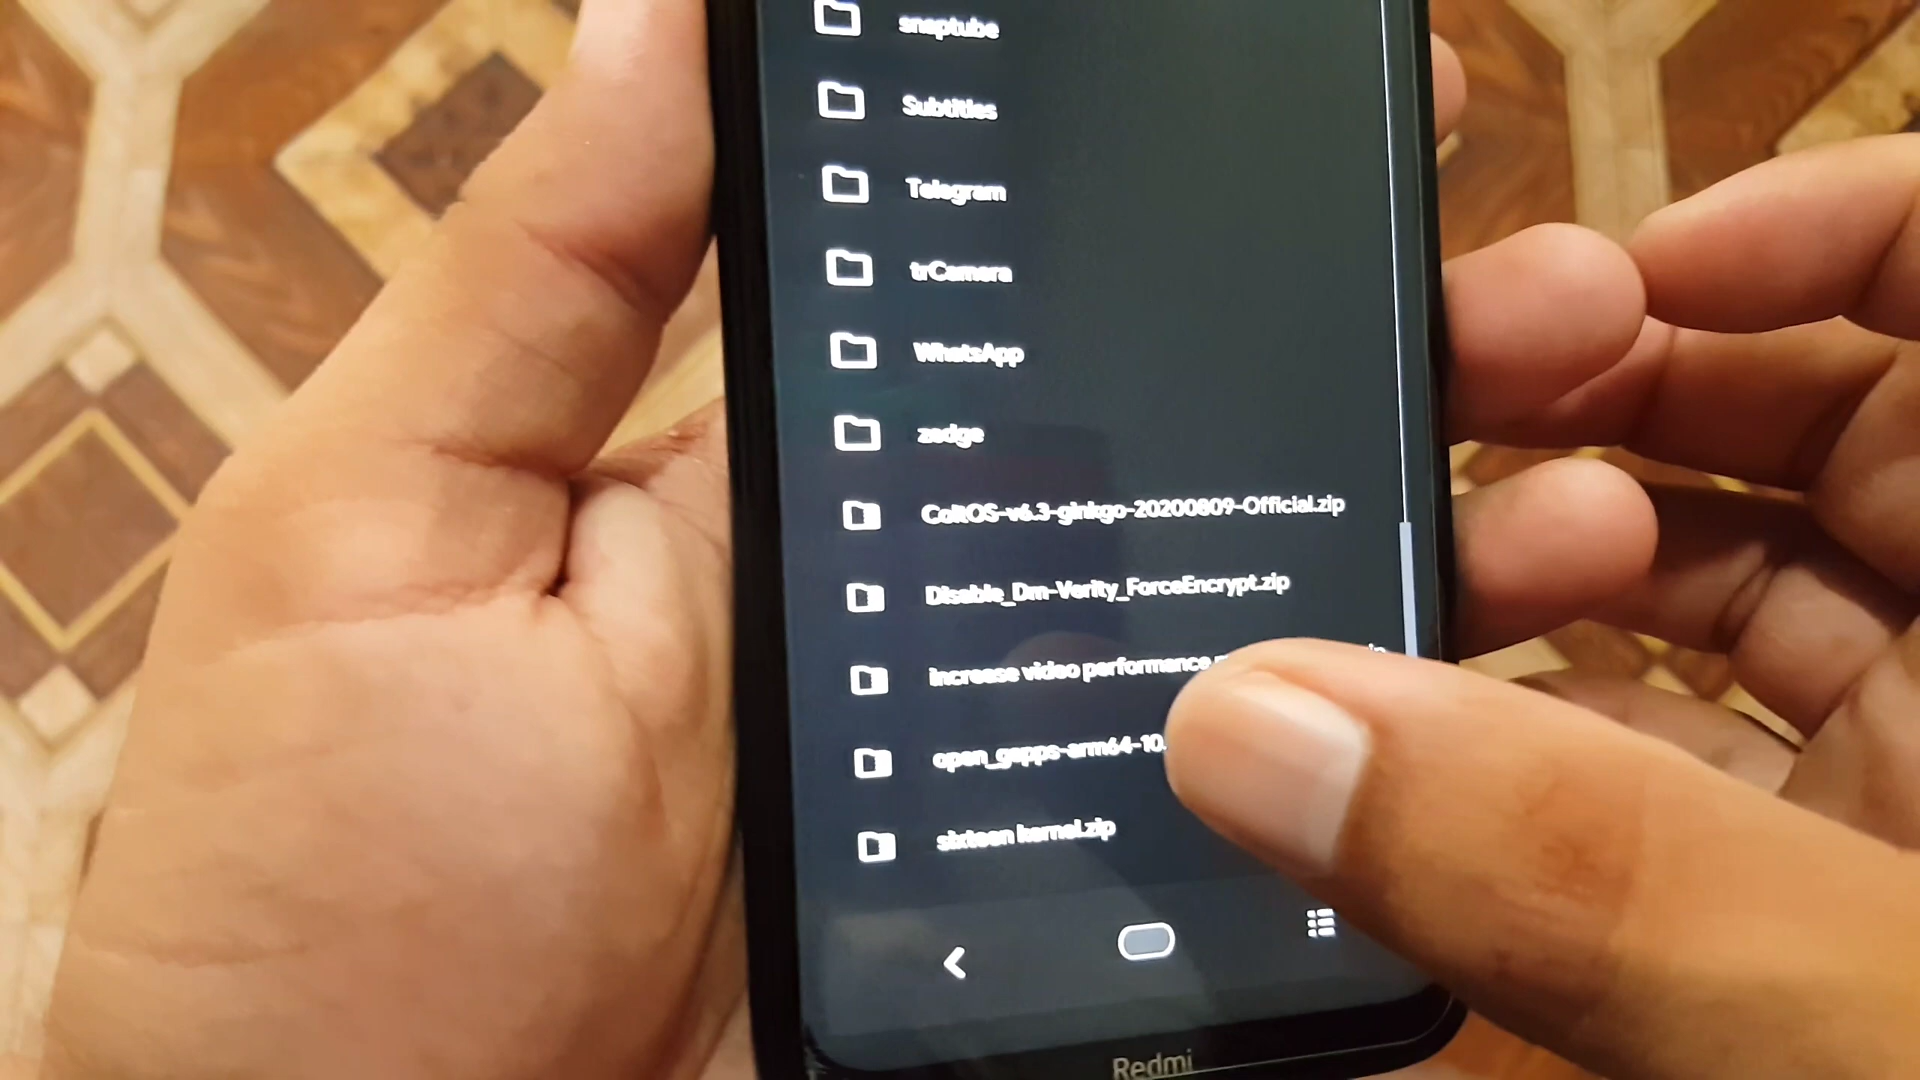 snaptube
Subtitles
Telegram
trCamera
WhatsApp
zedge
ColtOS-v6.3-ginkgo-20200809-Official.zip
Disable_Dm-Verity_ForceEncrypt.zip
increase video performance
open_gapps-arm64-10.
sixteen kernel.zip
Redmi